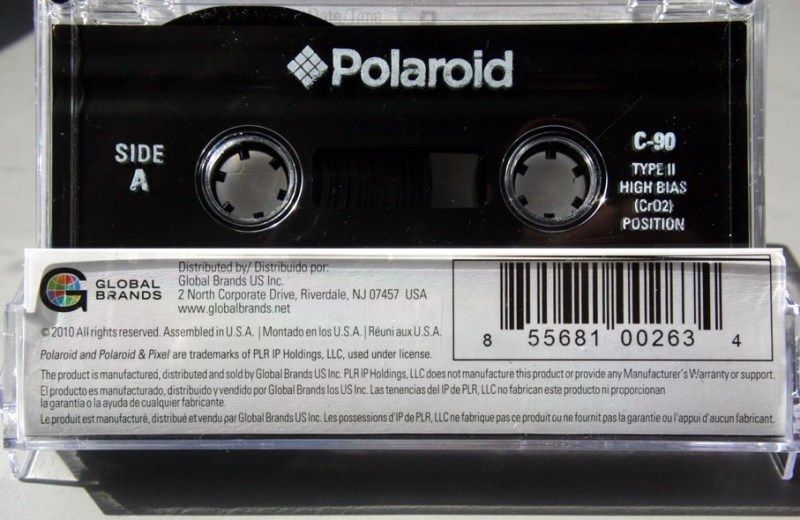 Polaroid
SIDE
A
C-90
TYPE II
HIGH BIAS
(CrO2)
POSITION
GLOBAL
BRANDS
Distributed by/ Distribuido por:
Global Brands US Inc.
2 North Corporate Drive, Riverdale, NJ 07457 USA
www.globalbrands.net
©2010 All rights reserved. Assembled in U.S.A. | Montado en los U.S.A. | Réuni aux U.S.A.
Polaroid and Polaroid & Pixel are trademarks of PLR IP Holdings, LLC, used under license.
8 55681 00263 4
The product is manufactured, distributed and sold by Global Brands US Inc. PLR IP Holdings, LLC does not manufacture this product or provide any Manufacturer's Warranty or support.
El producto es manufacturado, distribuido y vendido por Global Brands los US Inc. Las tenencias del IP de PLR, LLC no fabrican este producto ni proporcionan
la garantía o la ayuda de cualquier fabricante.
Le produit est manufacturé, distribué et vendu par Global Brands US Inc. Les possessions d'IP de PLR, LLC ne fabrique pas ce produit ou ne fournit pas la garantie ou l'appui d'aucun fabricant.